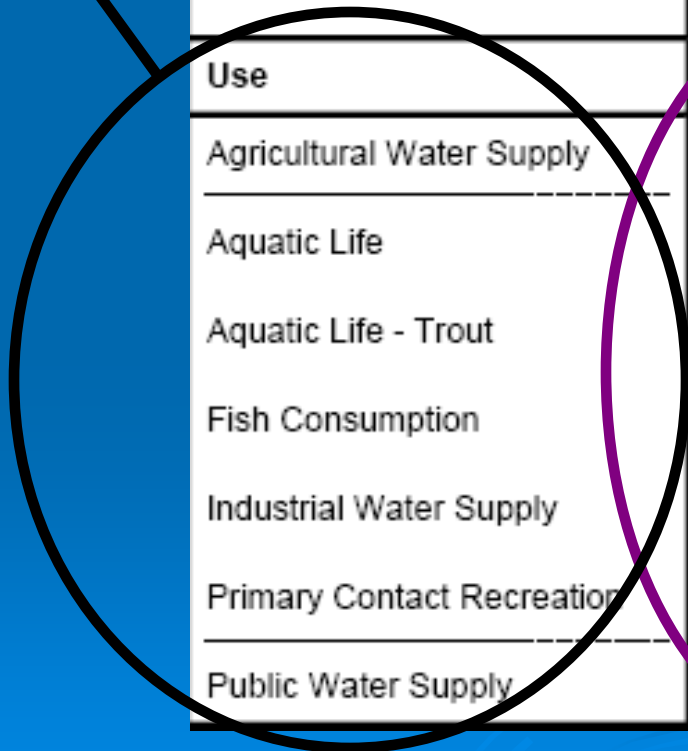 Use
Agricultural Water Supply
Aquatic Life
Aquatic Life - Trout
Fish Consumption
Industrial Water Supply
Primary Contact Recreation
Public Water Supply